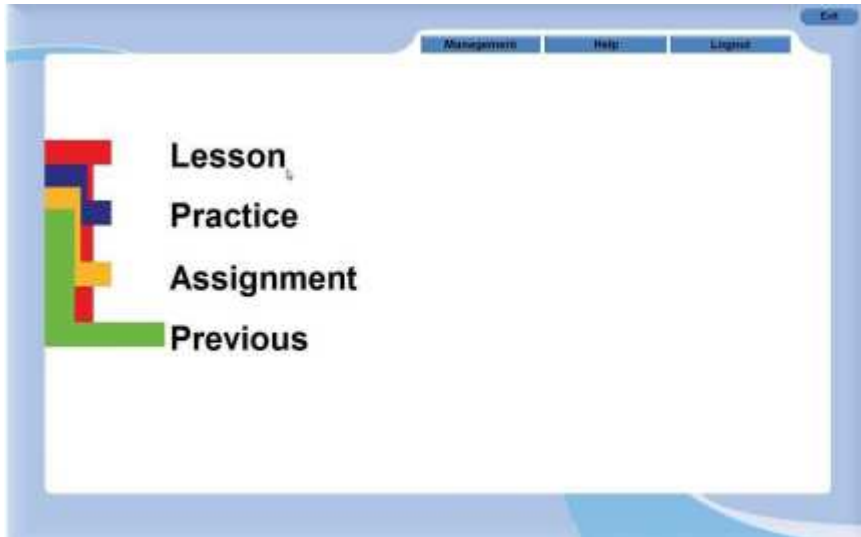 Exit
Management Help Logout
Lesson
Practice
Assignment
Previous